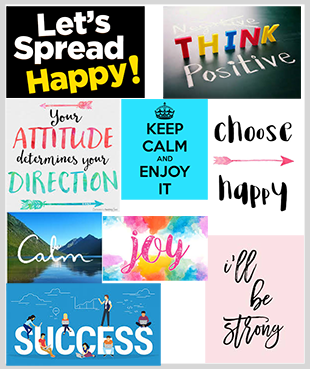 Let's
Spread
Happy!
Negative
THINK
Positive
Your
ATTITUDE
determines your
DIRECTION
KEEP
CALM
AND
ENJOY
IT
choose
happy
Calm
joy
i'll
be
strong
SUCCESS